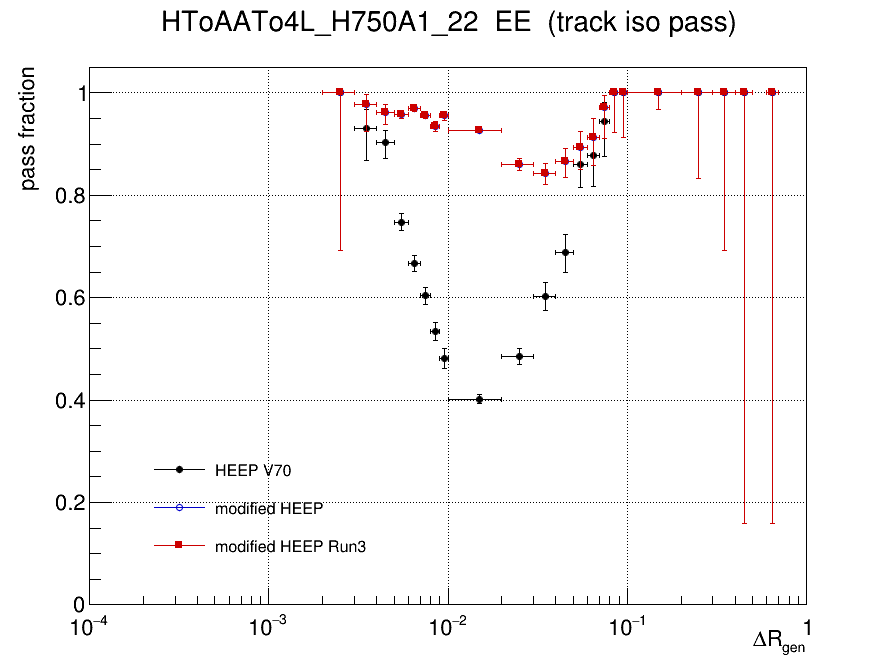 HToAATo4L_H750A1_22 EE (track iso pass)
pass fraction
1
0.8
0.6
0.4
0.2
0
HEEP V70
modified HEEP
modified HEEP Run3
10⁻⁴
10⁻³
10⁻²
10⁻¹
1
ΔR_gen